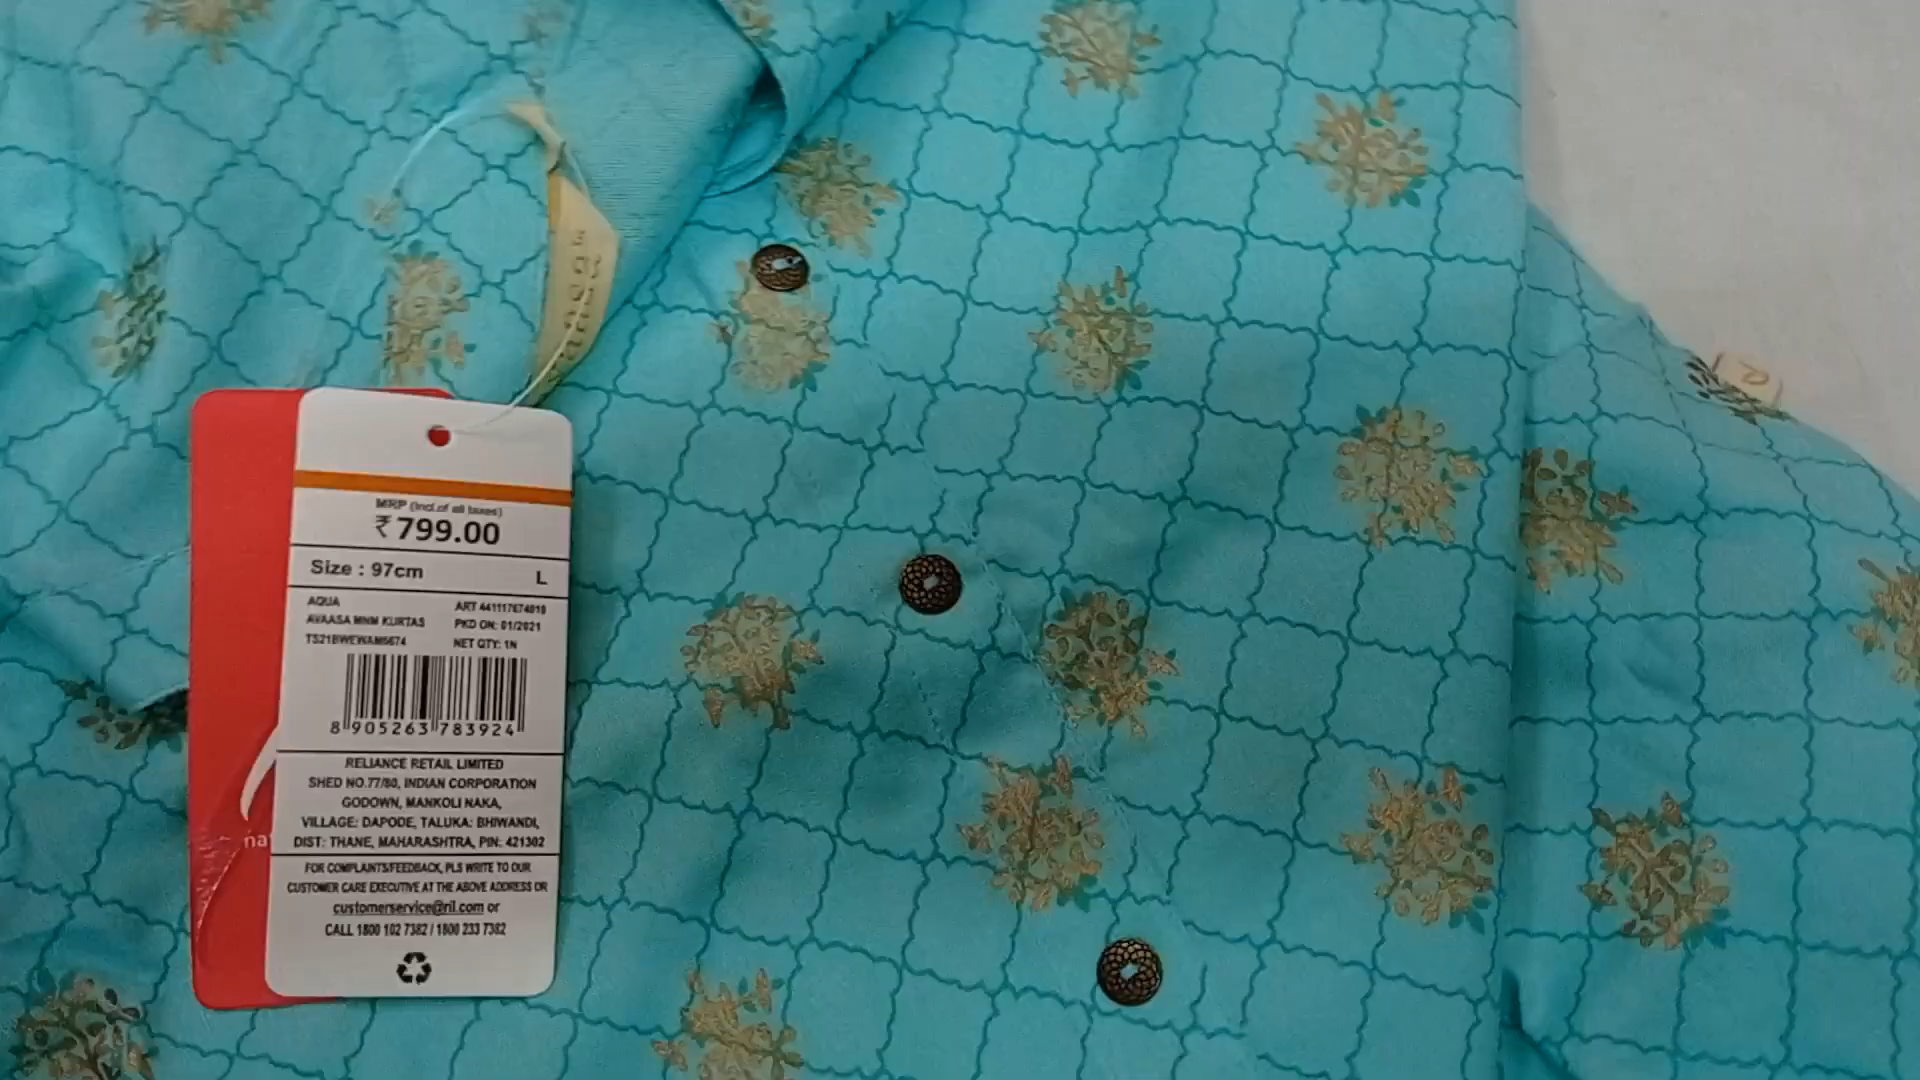 MRP (Incl.of all taxes)
₹799.00
Size : 97cm L
AQUA ART 441117674010
AVAASA MNM KURTAS PKD ON: 01/2021
NET QTY: 1N
8 905263 783924
RELIANCE RETAIL LIMITED
SHED NO.77/80, INDIAN CORPORATION
GODOWN, MANKOLI NAKA,
VILLAGE: DAPODE, TALUKA: BHIWANDI,
DIST: THANE, MAHARASHTRA, PIN: 421302
FOR COMPLAINTS/FEEDBACK, PLS WRITE TO OUR
CUSTOMER CARE EXECUTIVE AT THE ABOVE ADDRESS OR
customerservice@ril.com or
CALL 1800 102 7382 / 1800 233 7382